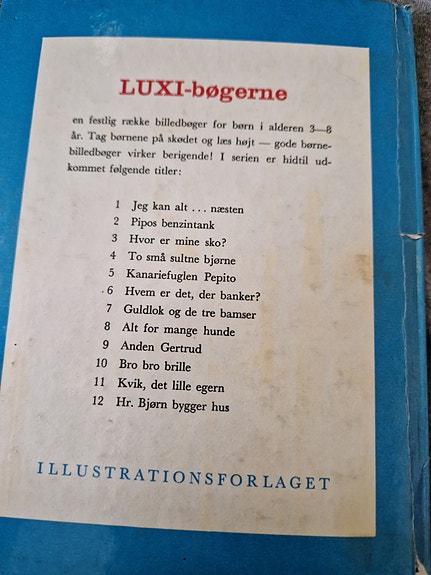 LUXI-bøgerne
en festlig række billedbøger for børn i alderen 3—8
år. Tag børnene på skødet og læs højt — gode børne-
billedbøger virker berigende! I serien er hidtil ud-
kommet følgende titler:
1 Jeg kan alt . . . næsten
2 Pipos benzintank
3 Hvor er mine sko?
4 To små sultne bjørne
5 Kanariefuglen Pepito
6 Hvem er det, der banker?
7 Guldlok og de tre bamser
8 Alt for mange hunde
9 Anden Gertrud
10 Bro bro brille
11 Kvik, det lille egern
12 Hr. Bjørn bygger hus
ILLUSTRATIONSFORLAGET